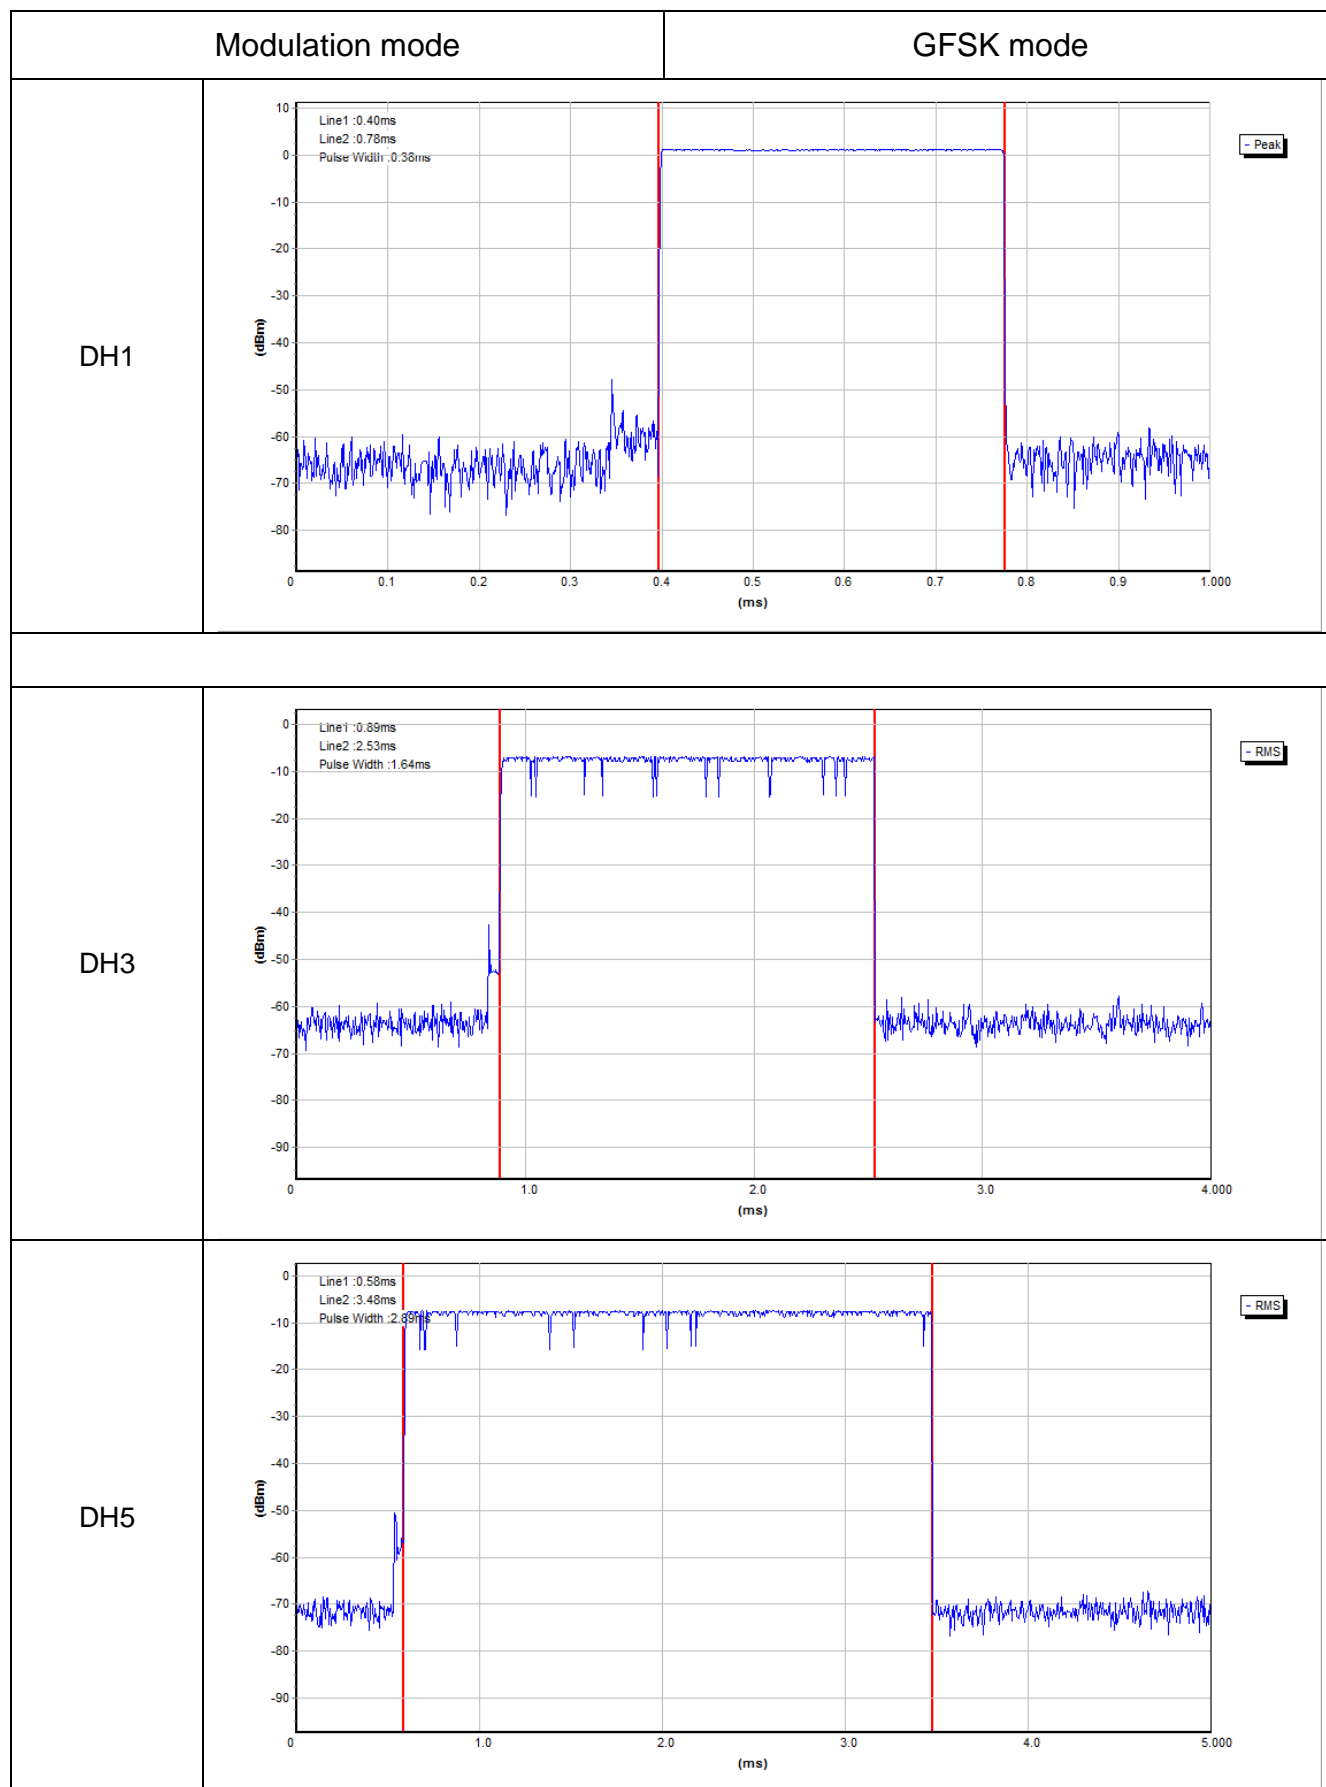 Modulation mode
GFSK mode
DH1
Line1 :0.40ms
Line2 :0.78ms
Pulse Width :0.38ms
- Peak
10
0
-10
-20
-30
-40
-50
-60
-70
-80
(dBm)
0 0.1 0.2 0.3 0.4 0.5 0.6 0.7 0.8 0.9 1.000
(ms)
DH3
Line1 :0.89ms
Line2 :2.53ms
Pulse Width :1.64ms
- RMS
0
-10
-20
-30
-40
-50
-60
-70
-80
-90
(dBm)
0 1.0 2.0 3.0 4.000
(ms)
DH5
Line1 :0.58ms
Line2 :3.48ms
Pulse Width :2.89ms
- RMS
0
-10
-20
-30
-40
-50
-60
-70
-80
-90
(dBm)
0 1.0 2.0 3.0 4.0 5.000
(ms)